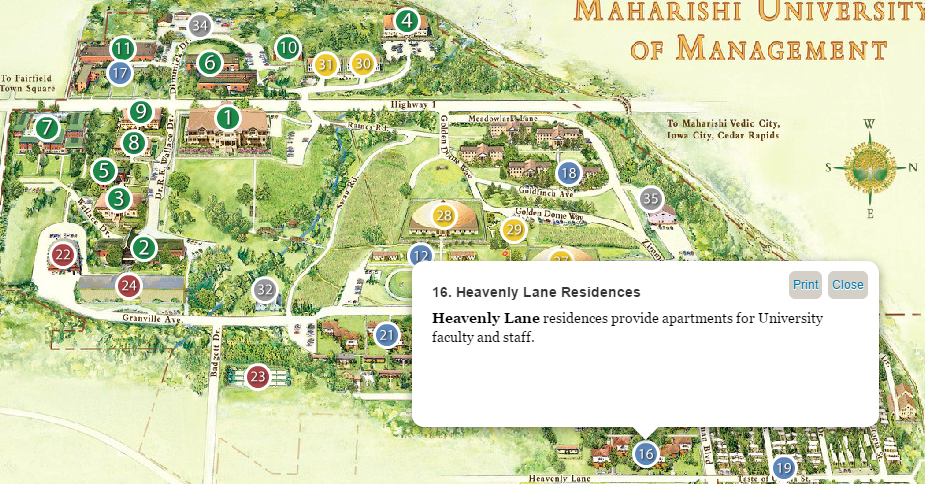 MAHARISHI UNIVERSITY
OF MANAGEMENT
34
4
11
10
17
6
31
30
To Fairfield
Town Square
Highway 1
7
9
1
8
Meadowlark Lane
To Maharishi Vedic City,
Iowa City, Cedar Rapids
W
S
N
E
5
18
3
Golden Dome Way
35
28
29
22
2
12
27
24
32
Granville Ave.
21
Badgett Dr.
23
16. Heavenly Lane Residences
Print
Close
Heavenly Lane residences provide apartments for University
faculty and staff.
16
19
Heavenly Lane